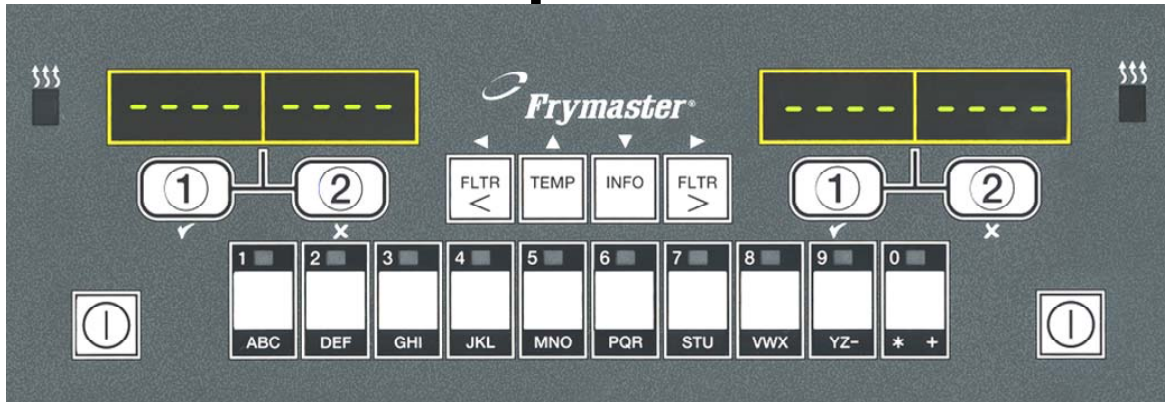 ---- ---- ---- ----
Frymaster®
1 2 FLTR < TEMP INFO FLTR > 1 2
1 2 3 4 5 6 7 8 9 0
ABC DEF GHI JKL MNO PQR STU VWX YZ- * +